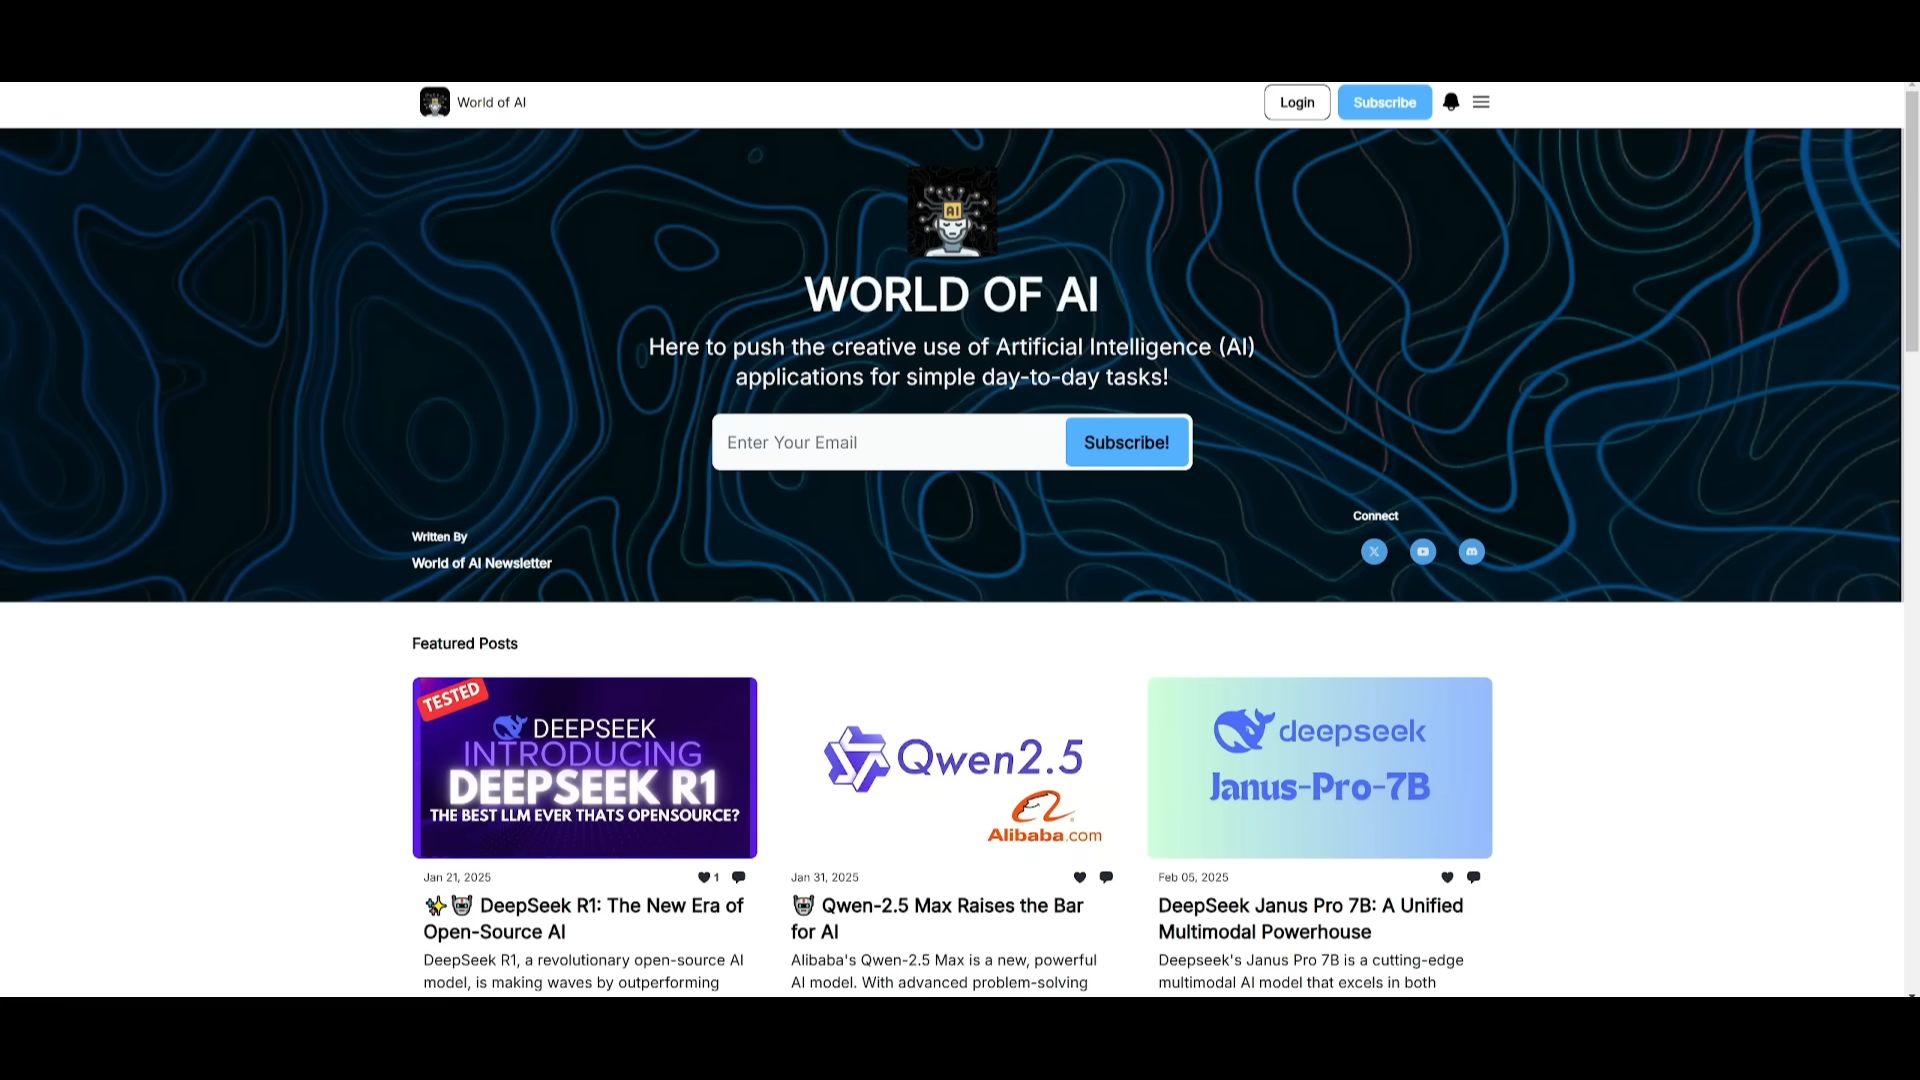 World of AI
Login
Subscribe
AI
WORLD OF AI
Here to push the creative use of Artificial Intelligence (AI)
applications for simple day-to-day tasks!
Enter Your Email
Subscribe!
Connect
Written By
World of AI Newsletter
Featured Posts
TESTED
DEEPSEEK
INTRODUCING
DEEPSEEK R1
THE BEST LLM EVER THATS OPENSOURCE?
Jan 21, 2025
1
✨🤖 DeepSeek R1: The New Era of
Open-Source AI
DeepSeek R1, a revolutionary open-source AI
model, is making waves by outperforming
Qwen2.5
Alibaba.com
Jan 31, 2025
🤖 Qwen-2.5 Max Raises the Bar
for AI
Alibaba's Qwen-2.5 Max is a new, powerful
AI model. With advanced problem-solving
deepseek
Janus-Pro-7B
Feb 05, 2025
DeepSeek Janus Pro 7B: A Unified
Multimodal Powerhouse
Deepseek's Janus Pro 7B is a cutting-edge
multimodal AI model that excels in both